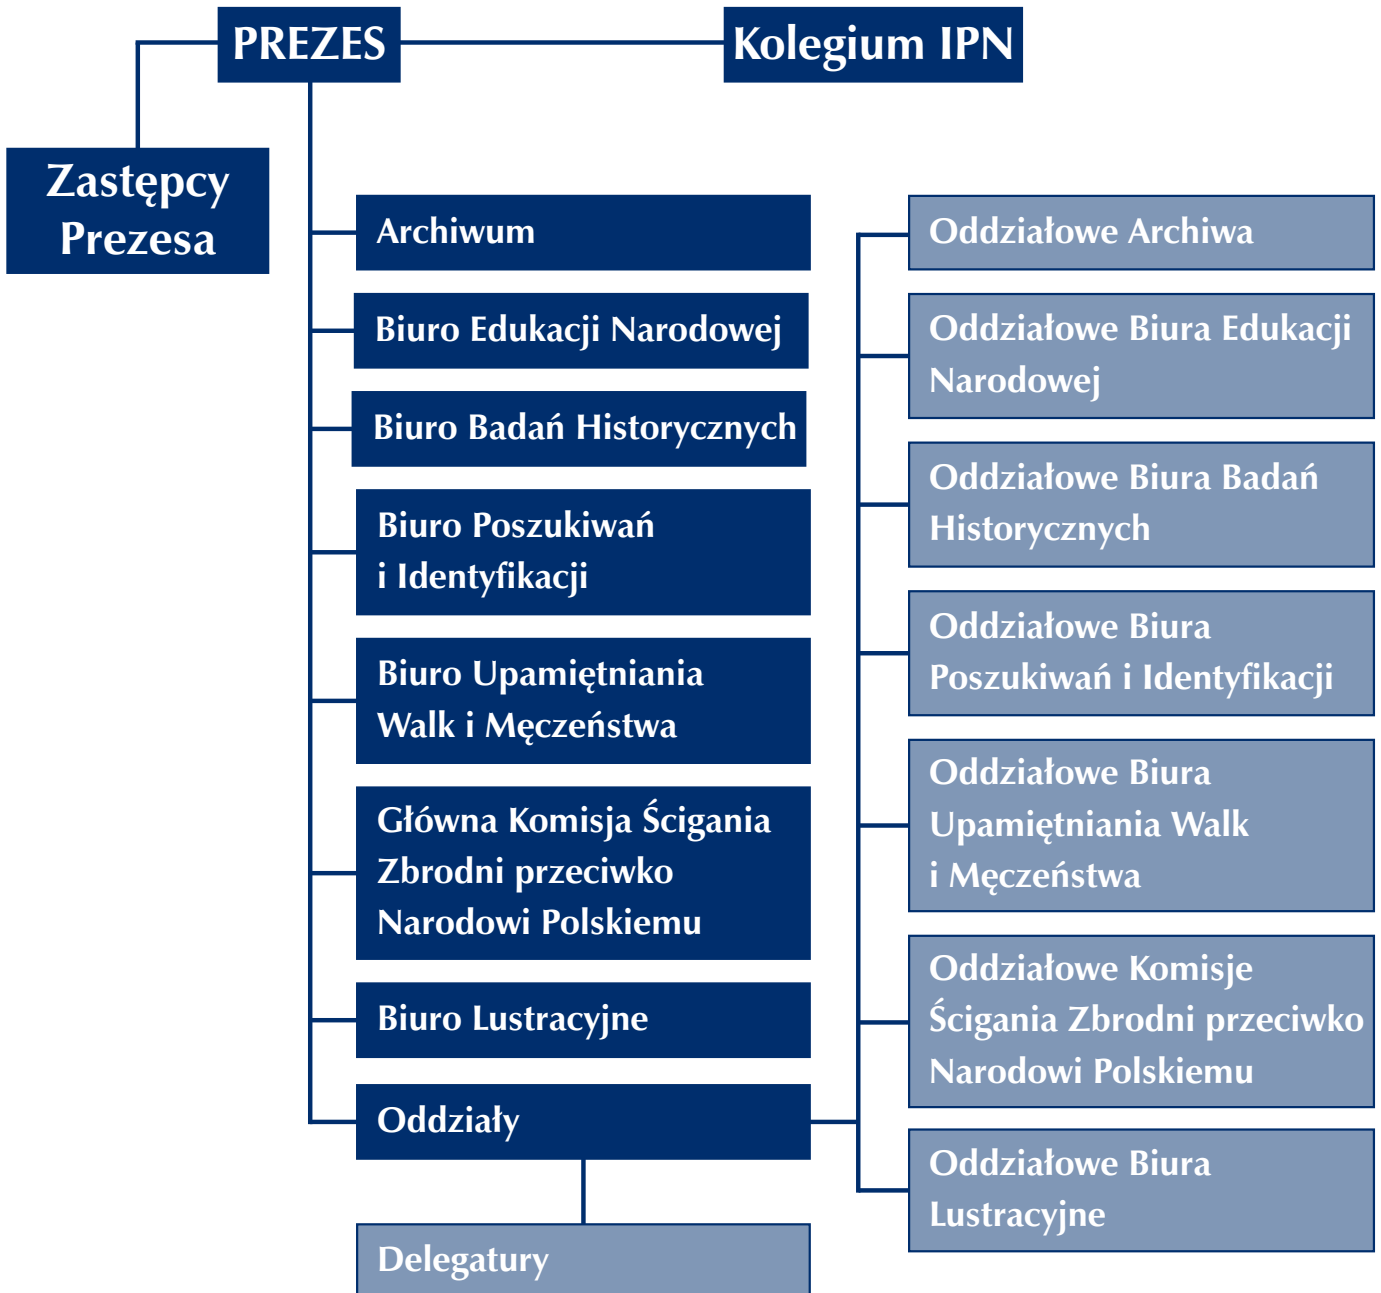 PREZES
Kolegium IPN
Zastępcy
Prezesa
Archiwum
Biuro Edukacji Narodowej
Biuro Badań Historycznych
Biuro Poszukiwań
i Identyfikacji
Biuro Upamiętniania
Walk i Męczeństwa
Główna Komisja Ścigania
Zbrodni przeciwko
Narodowi Polskiemu
Biuro Lustracyjne
Oddziały
Delegatury
Oddziałowe Archiwa
Oddziałowe Biura Edukacji
Narodowej
Oddziałowe Biura Badań
Historycznych
Oddziałowe Biura
Poszukiwań i Identyfikacji
Oddziałowe Biura
Upamiętniania Walk
i Męczeństwa
Oddziałowe Komisje
Ścigania Zbrodni przeciwko
Narodowi Polskiemu
Oddziałowe Biura
Lustracyjne